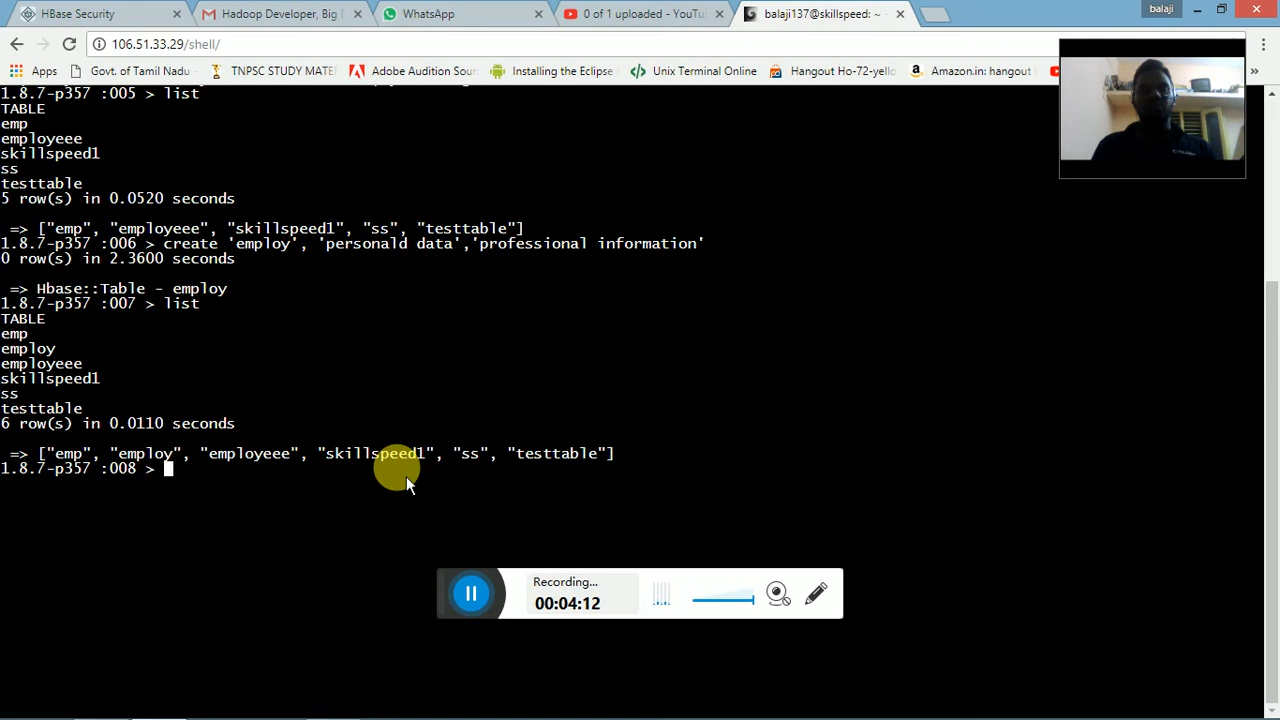 balaji
HBase Security
Hadoop Developer, Big D
WhatsApp
0 of 1 uploaded - YouTu
balaji137@skillspeed: ~
106.51.33.29/shell/
Apps
Govt. of Tamil Nadu
TNPSC STUDY MATE
Adobe Audition Soun
Installing the Eclipse
Unix Terminal Online
Hangout Ho-72-yello
Amazon.in: hangout
1.8.7-p357 :005 > list
TABLE
emp
employeee
skillspeed1
ss
testtable
5 row(s) in 0.0520 seconds
=> ["emp", "employeee", "skillspeed1", "ss", "testtable"]
1.8.7-p357 :006 > create 'employ', 'personald data','professional information'
0 row(s) in 2.3600 seconds
=> Hbase::Table - employ
1.8.7-p357 :007 > list
TABLE
emp
employ
employeee
skillspeed1
ss
testtable
6 row(s) in 0.0110 seconds
=> ["emp", "employ", "employeee", "skillspeed1", "ss", "testtable"]
1.8.7-p357 :008 >
Recording...
00:04:12